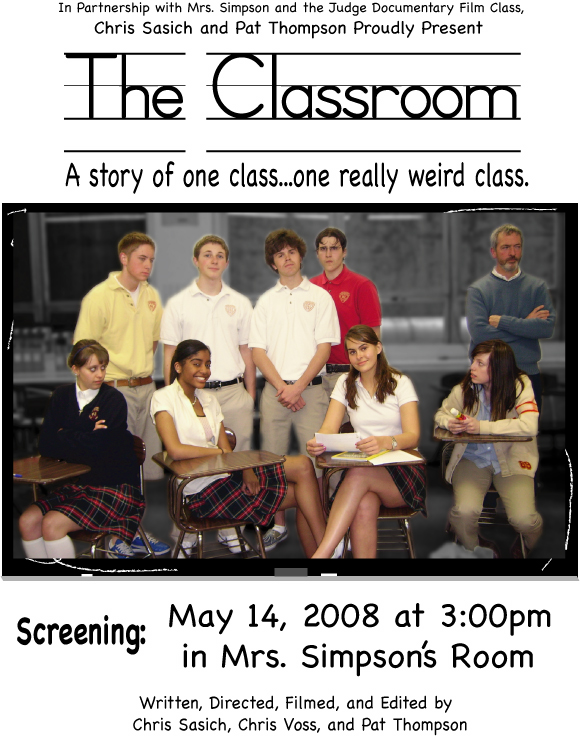 In Partnership with Mrs. Simpson and the Judge Documentary Film Class,
Chris Sasich and Pat Thompson Proudly Present
The Classroom
A story of one class...one really weird class.
Screening:
May 14, 2008 at 3:00pm
in Mrs. Simpson's Room
Written, Directed, Filmed, and Edited by
Chris Sasich, Chris Voss, and Pat Thompson